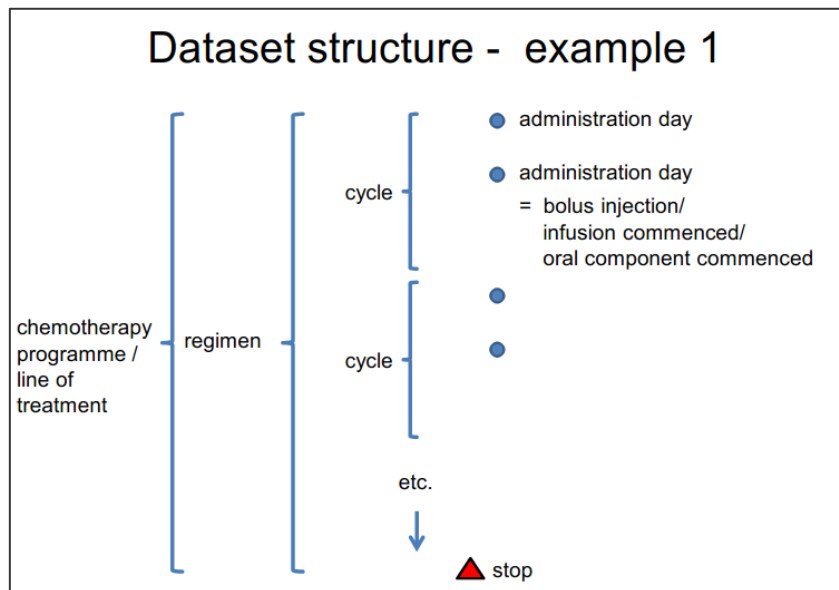 Dataset structure -  example 1
administration day
administration day
= bolus injection/
infusion commenced/
oral component commenced
cycle
chemotherapy
programme /
line of
treatment
regimen
cycle
etc.
stop